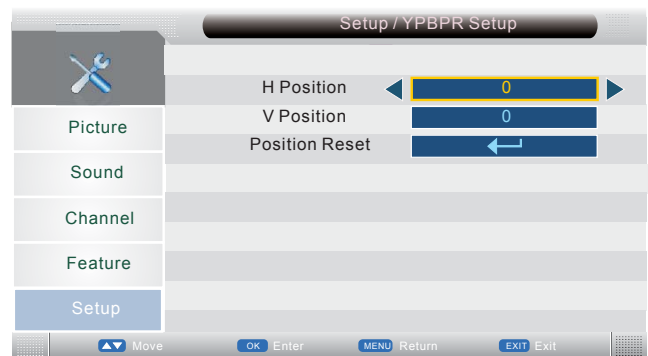 Setup / YPBPR Setup
H Position 0
V Position 0
Position Reset
Picture
Sound
Channel
Feature
Setup
Move OK Enter MENU Return EXIT Exit